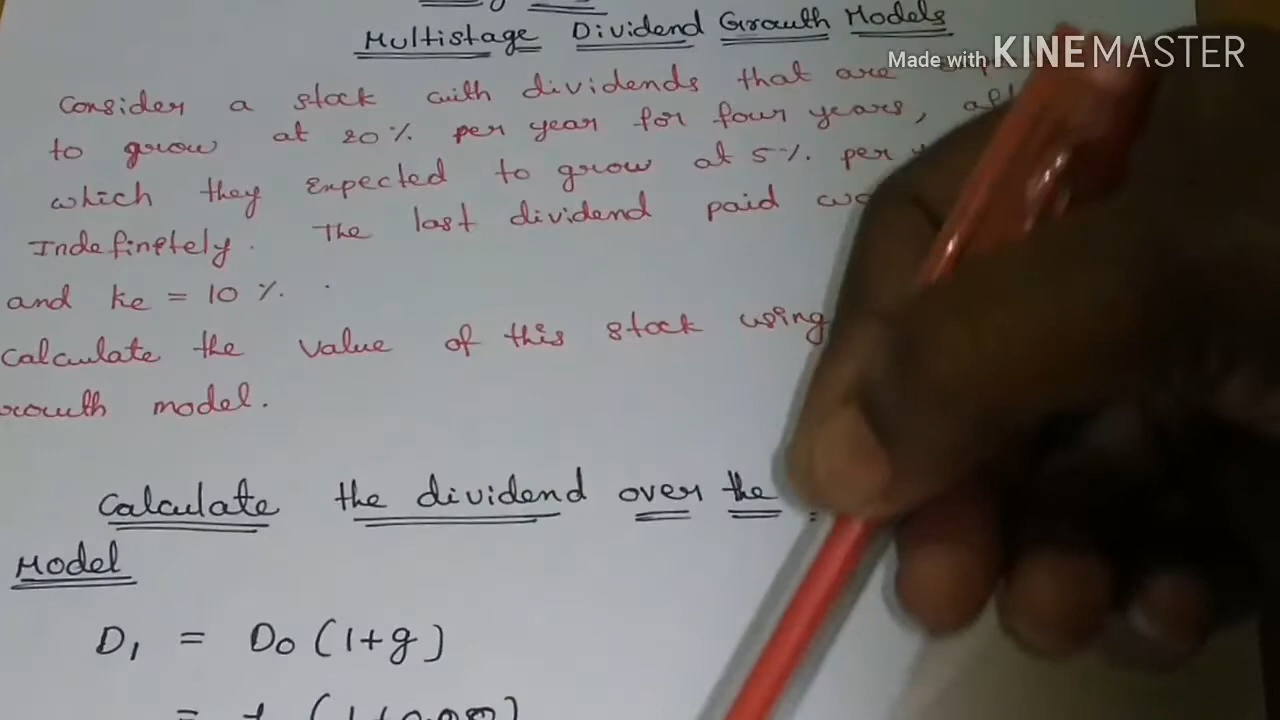 Multistage Dividend Growth Models
Made with KINEMASTER
Consider a stock with dividends that are
to grow at 20% per year for four years,
which they Expected to grow at 5% per
Indefinetely. The last dividend paid
and ke = 10 %.
Calculate the value of this stock using
model.
Calculate the dividend over the
Model
D1 = D0 (1+g)